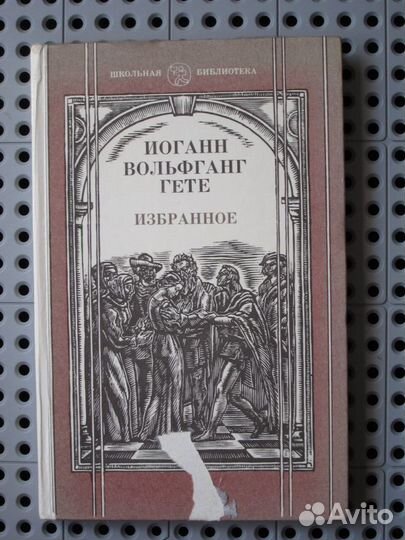 ШКОЛЬНАЯ БИБЛИОТЕКА
ИОГАНН
ВОЛЬФГАНГ
ГЕТЕ
ИЗБРАННОЕ
Avito